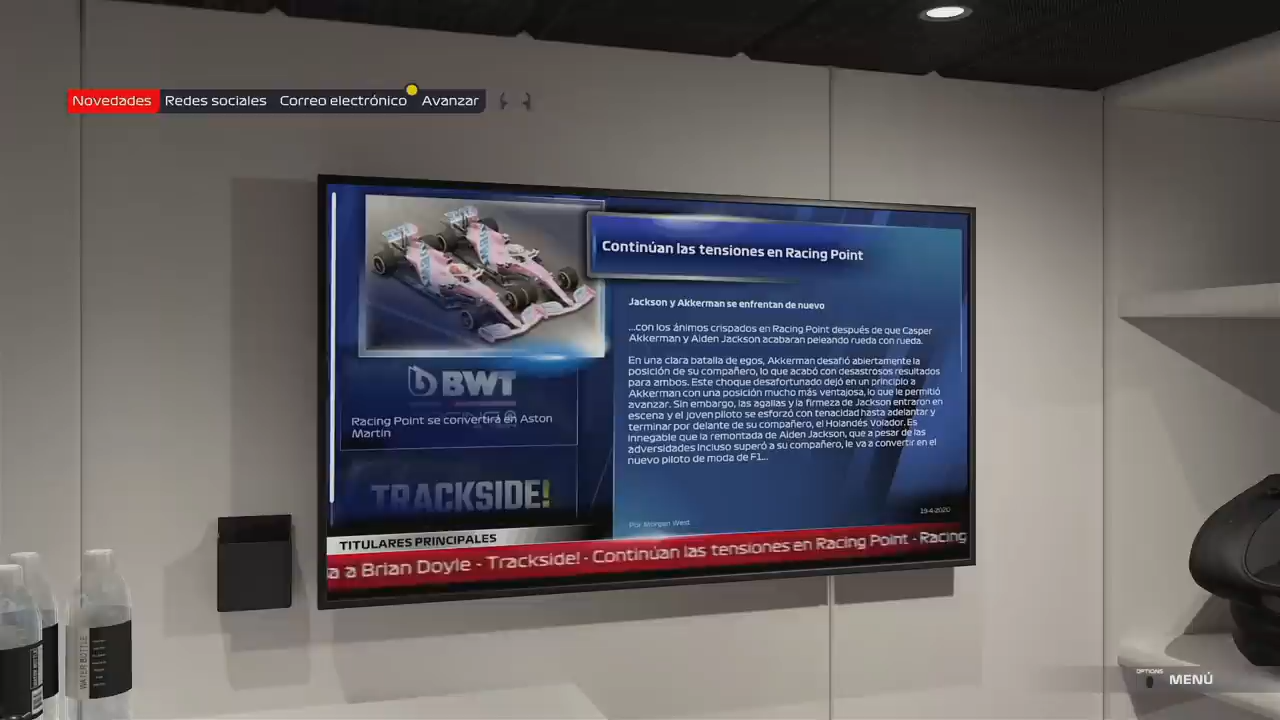 Novedades Redes sociales Correo electrónico Avanzar
Continúan las tensiones en Racing Point
Jackson y Akkerman se enfrentan de nuevo
...con los ánimos crispados en Racing Point después de que Casper
Akkerman y Aiden Jackson acabaran peleando rueda con rueda.
En una clara batalla de egos, Akkerman desafió abiertamente la
posición de su compañero, lo que acabó con desastrosos resultados
para ambos. Este choque desafortunado dejó en un principio a
Akkerman con una posición mucho más ventajosa, lo que le permitió
avanzar. Sin embargo, las agallas y la firmeza de Jackson entraron en
escena y el joven piloto se esforzó con tenacidad hasta adelantar y
terminar por delante de su compañero, el Holandés Volador. Es
innegable que la remontada de Aiden Jackson, que a pesar de las
adversidades incluso superó a su compañero, le va a convertir en el
nuevo piloto de moda de F1...
Por Morgan West
19-4-2020
BWT
Racing Point se convertirá en Aston
Martin
TRACKSIDE!
TITULARES PRINCIPALES
a a Brian Doyle - Trackside! - Continúan las tensiones en Racing Point - Racing
WATER BOTTLE
OPTIONS
MENÚ